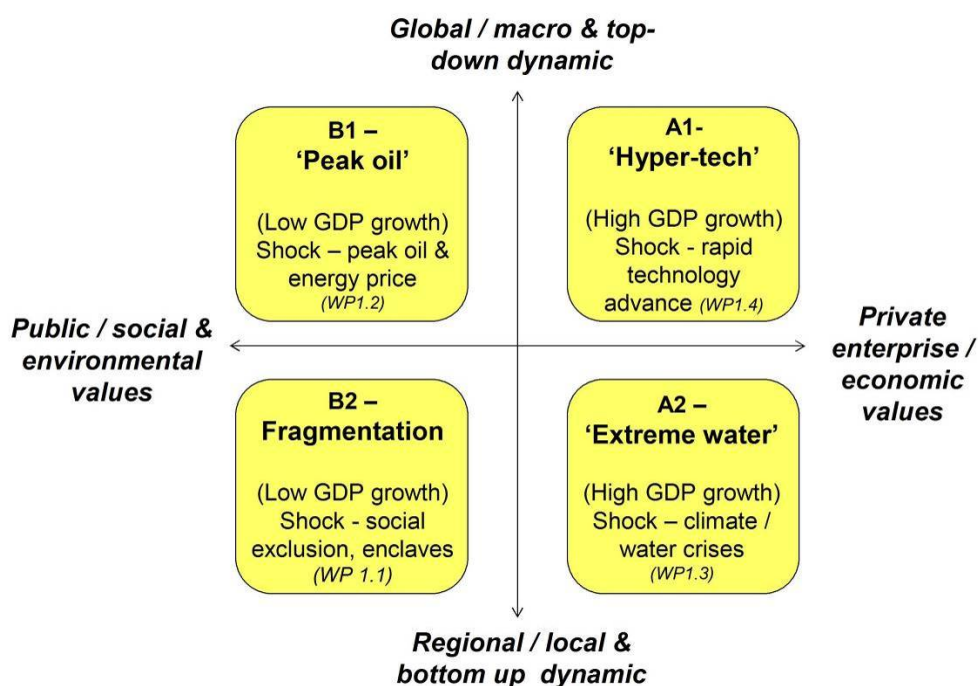 Global / macro & top-
down dynamic
B1 –
‘Peak oil’
(Low GDP growth)
Shock – peak oil &
energy price
(WP1.2)
A1-
‘Hyper-tech’
(High GDP growth)
Shock - rapid
technology
advance (WP1.4)
Public / social &
environmental
values
Private
enterprise /
economic
values
B2 –
Fragmentation
(Low GDP growth)
Shock - social
exclusion, enclaves
(WP 1.1)
A2 –
‘Extreme water’
(High GDP growth)
Shock – climate /
water crises
(WP1.3)
Regional / local &
bottom up  dynamic